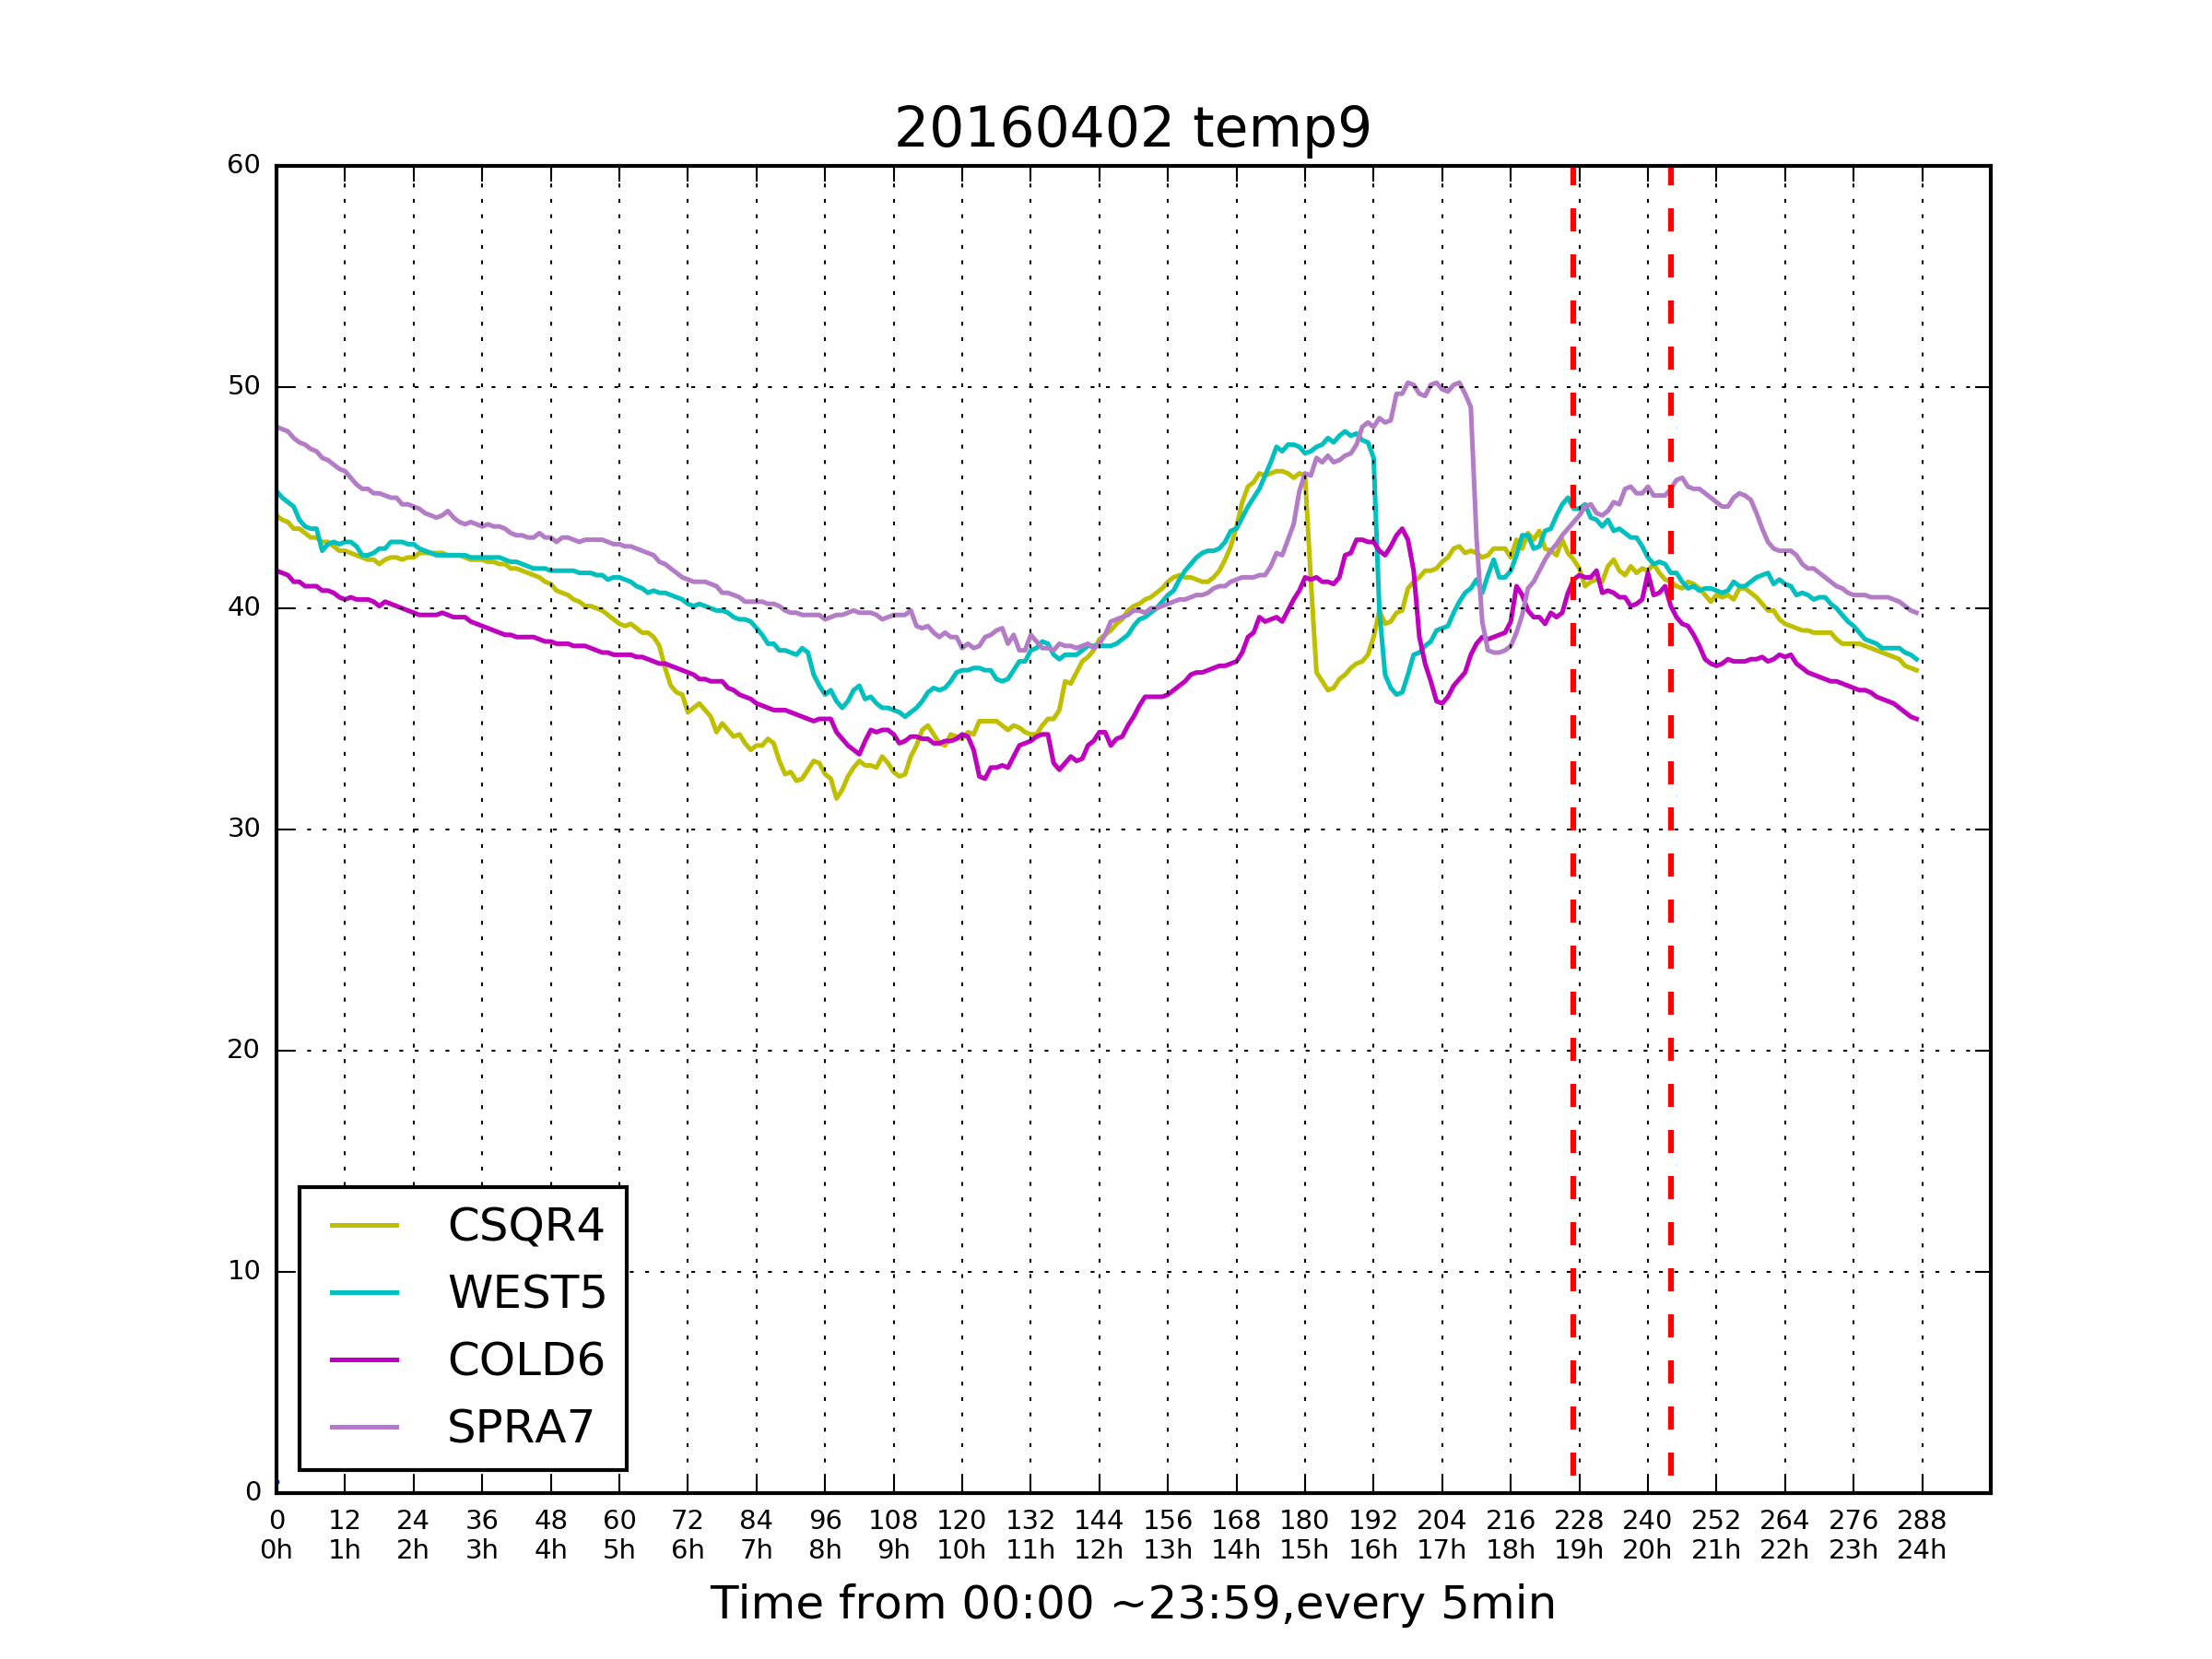 20160402 temp9
60
50
40
30
20
10
0
CSQR4
WEST5
COLD6
SPRA7
0 12 24 36 48 60 72 84 96 108 120 132 144 156 168 180 192 204 216 228 240 252 264 276 288
0h 1h 2h 3h 4h 5h 6h 7h 8h 9h 10h 11h 12h 13h 14h 15h 16h 17h 18h 19h 20h 21h 22h 23h 24h
Time from 00:00 ~23:59,every 5min